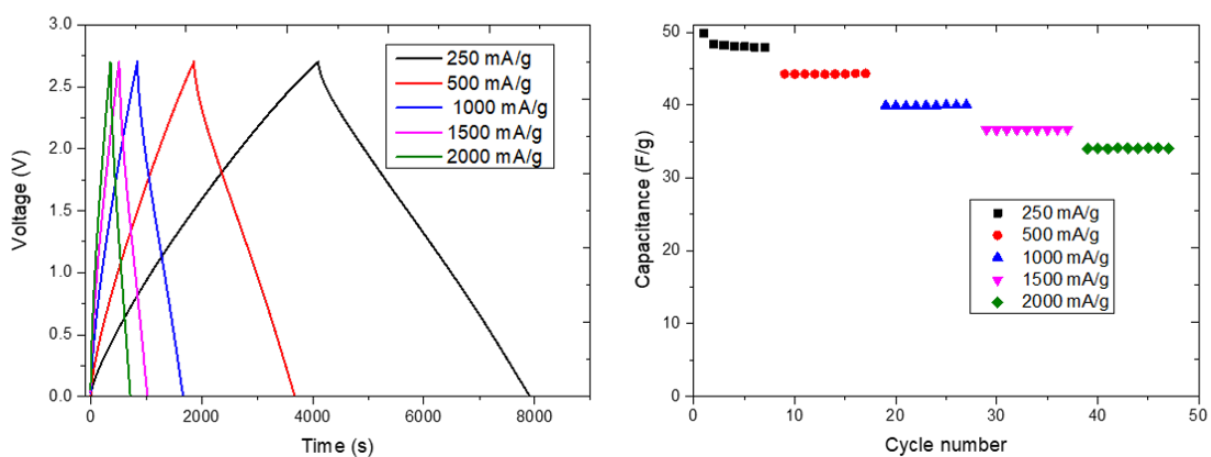 3.0
2.5
2.0
1.5
1.0
0.5
0.0
Voltage (V)
0
2000
4000
6000
8000
Time (s)
250 mA/g
500 mA/g
1000 mA/g
1500 mA/g
2000 mA/g
50
40
30
20
10
0
Capacitance (F/g)
0
10
20
30
40
50
Cycle number
250 mA/g
500 mA/g
1000 mA/g
1500 mA/g
2000 mA/g